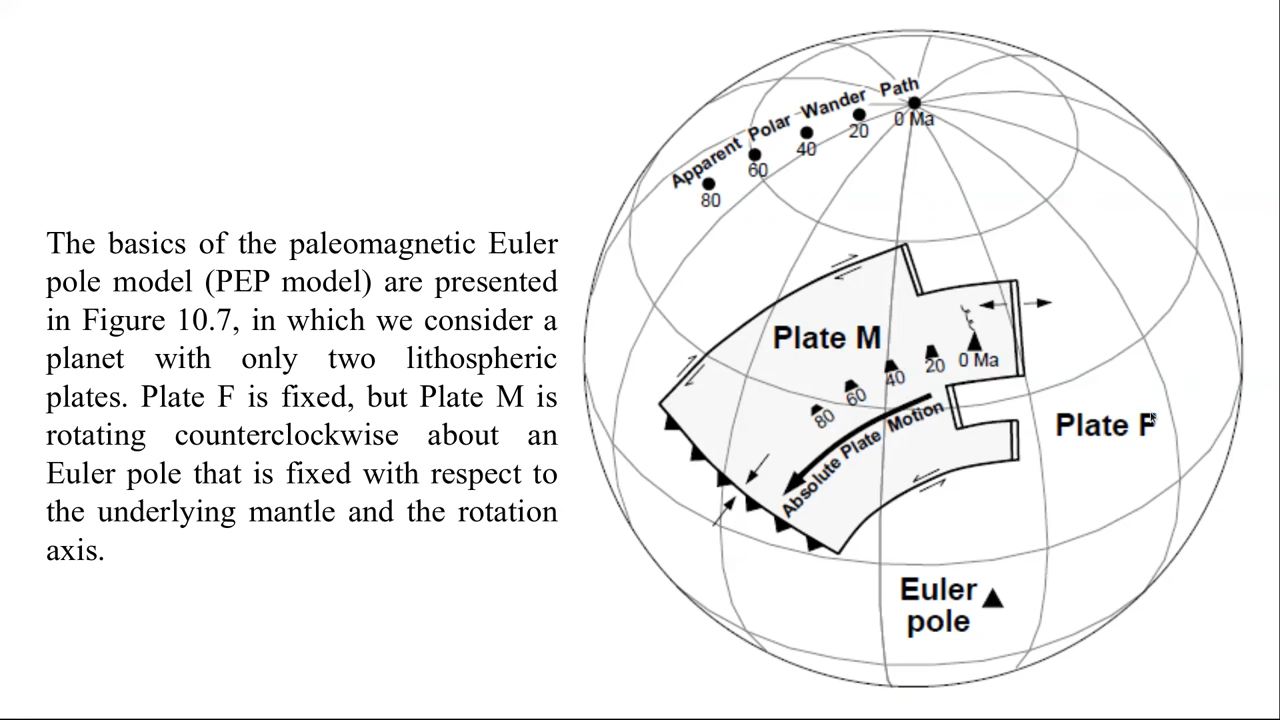 The basics of the paleomagnetic Euler
pole model (PEP model) are presented
in Figure 10.7, in which we consider a
planet with only two lithospheric
plates. Plate F is fixed, but Plate M is
rotating counterclockwise about an
Euler pole that is fixed with respect to
the underlying mantle and the rotation
axis.
Apparent Polar Wander Path
0 Ma
20
40
60
80
Plate M
0 Ma
20
40
60
80
Absolute Plate Motion
Plate F
Euler
pole